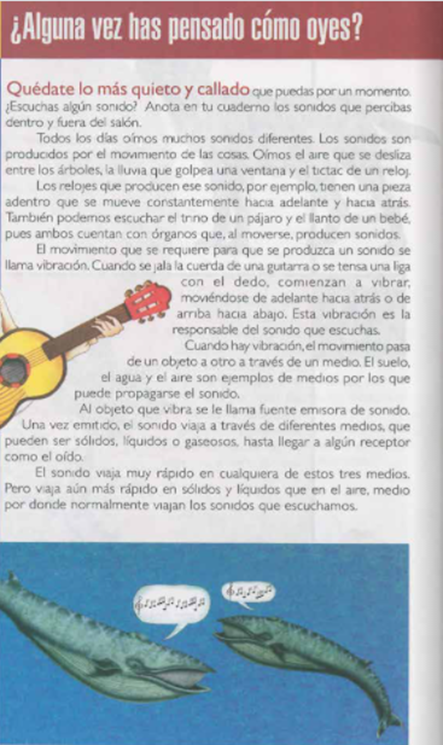 ¿Alguna vez has pensado cómo oyes?
Quédate lo más quieto y callado que puedas por un momento.
¿Escuchas algún sonido? Anota en tu cuaderno los sonidos que percibas
dentro y fuera del salón.
Todos los días oímos muchos sonidos diferentes. Los sonidos son
producidos por el movimiento de las cosas. Oímos el aire que se desliza
entre los árboles, la lluvia que golpea una ventana y el tictac de un reloj.
Los relojes que producen ese sonido, por ejemplo, tienen una pieza
adentro que se mueve constantemente hacia adelante y hacia atrás.
También podemos escuchar el trino de un pájaro y el llanto de un bebé,
pues ambos cuentan con órganos que, al moverse, producen sonidos.
El movimiento que se requiere para que se produzca un sonido se
llama vibración. Cuando se jala la cuerda de una guitarra o se tensa una liga
con el dedo, comienzan a vibrar,
moviéndose de adelante hacia atrás o de
arriba hacia abajo. Esta vibración es la
responsable del sonido que escuchas.
Cuando hay vibración, el movimiento pasa
de un objeto a otro a través de un medio. El suelo,
el agua y el aire son ejemplos de medios por los que
puede propagarse el sonido.
Al objeto que vibra se le llama fuente emisora de sonido.
Una vez emitido, el sonido viaja a través de diferentes medios, que
pueden ser sólidos, líquidos o gaseosos, hasta llegar a algún receptor
como el oído.
El sonido viaja muy rápido en cualquiera de estos tres medios.
Pero viaja aún más rápido en sólidos y líquidos que en el aire, medio
por donde normalmente viajan los sonidos que escuchamos.